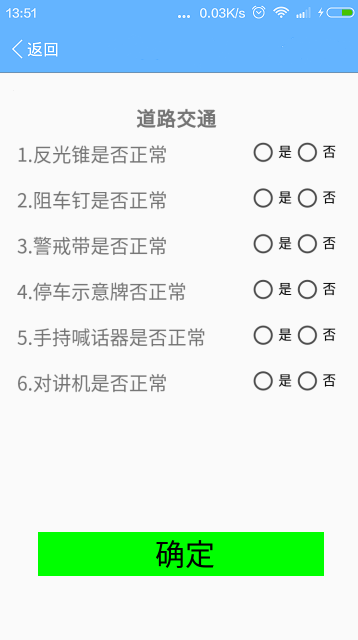 13:51 ... 0.03K/s
返回
道路交通
1.反光锥是否正常 是 否
2.阻车钉是否正常 是 否
3.警戒带是否正常 是 否
4.停车示意牌否正常 是 否
5.手持喊话器是否正常 是 否
6.对讲机是否正常 是 否
确定